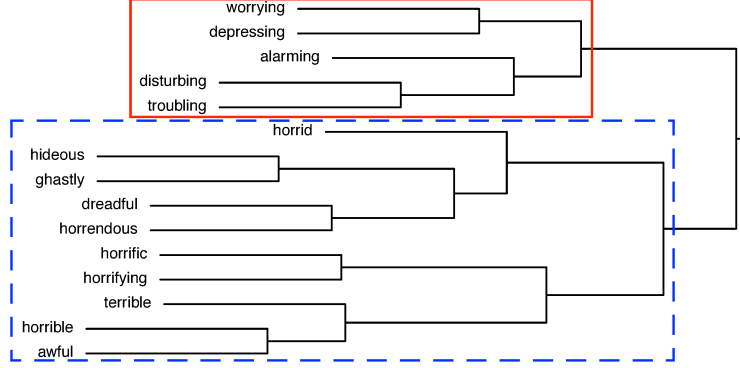 worrying
depressing
alarming
disturbing
troubling
horrid
hideous
ghastly
dreadful
horrendous
horrific
horrifying
terrible
horrible
awful